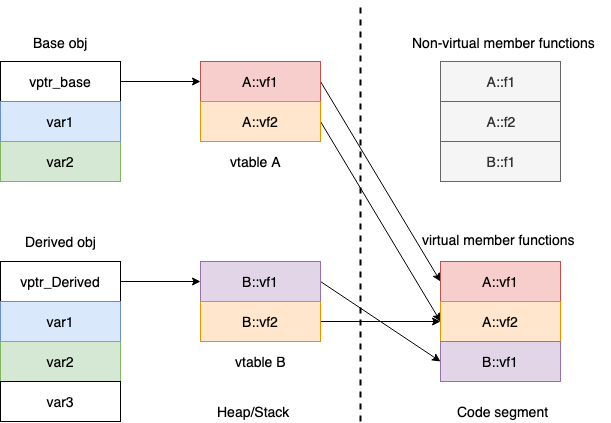 Base obj
vptr_base
var1
var2
A::vf1
A::vf2
vtable A
Non-virtual member functions
A::f1
A::f2
B::f1
Derived obj
vptr_Derived
var1
var2
var3
B::vf1
B::vf2
vtable B
Heap/Stack
virtual member functions
A::vf1
A::vf2
B::vf1
Code segment